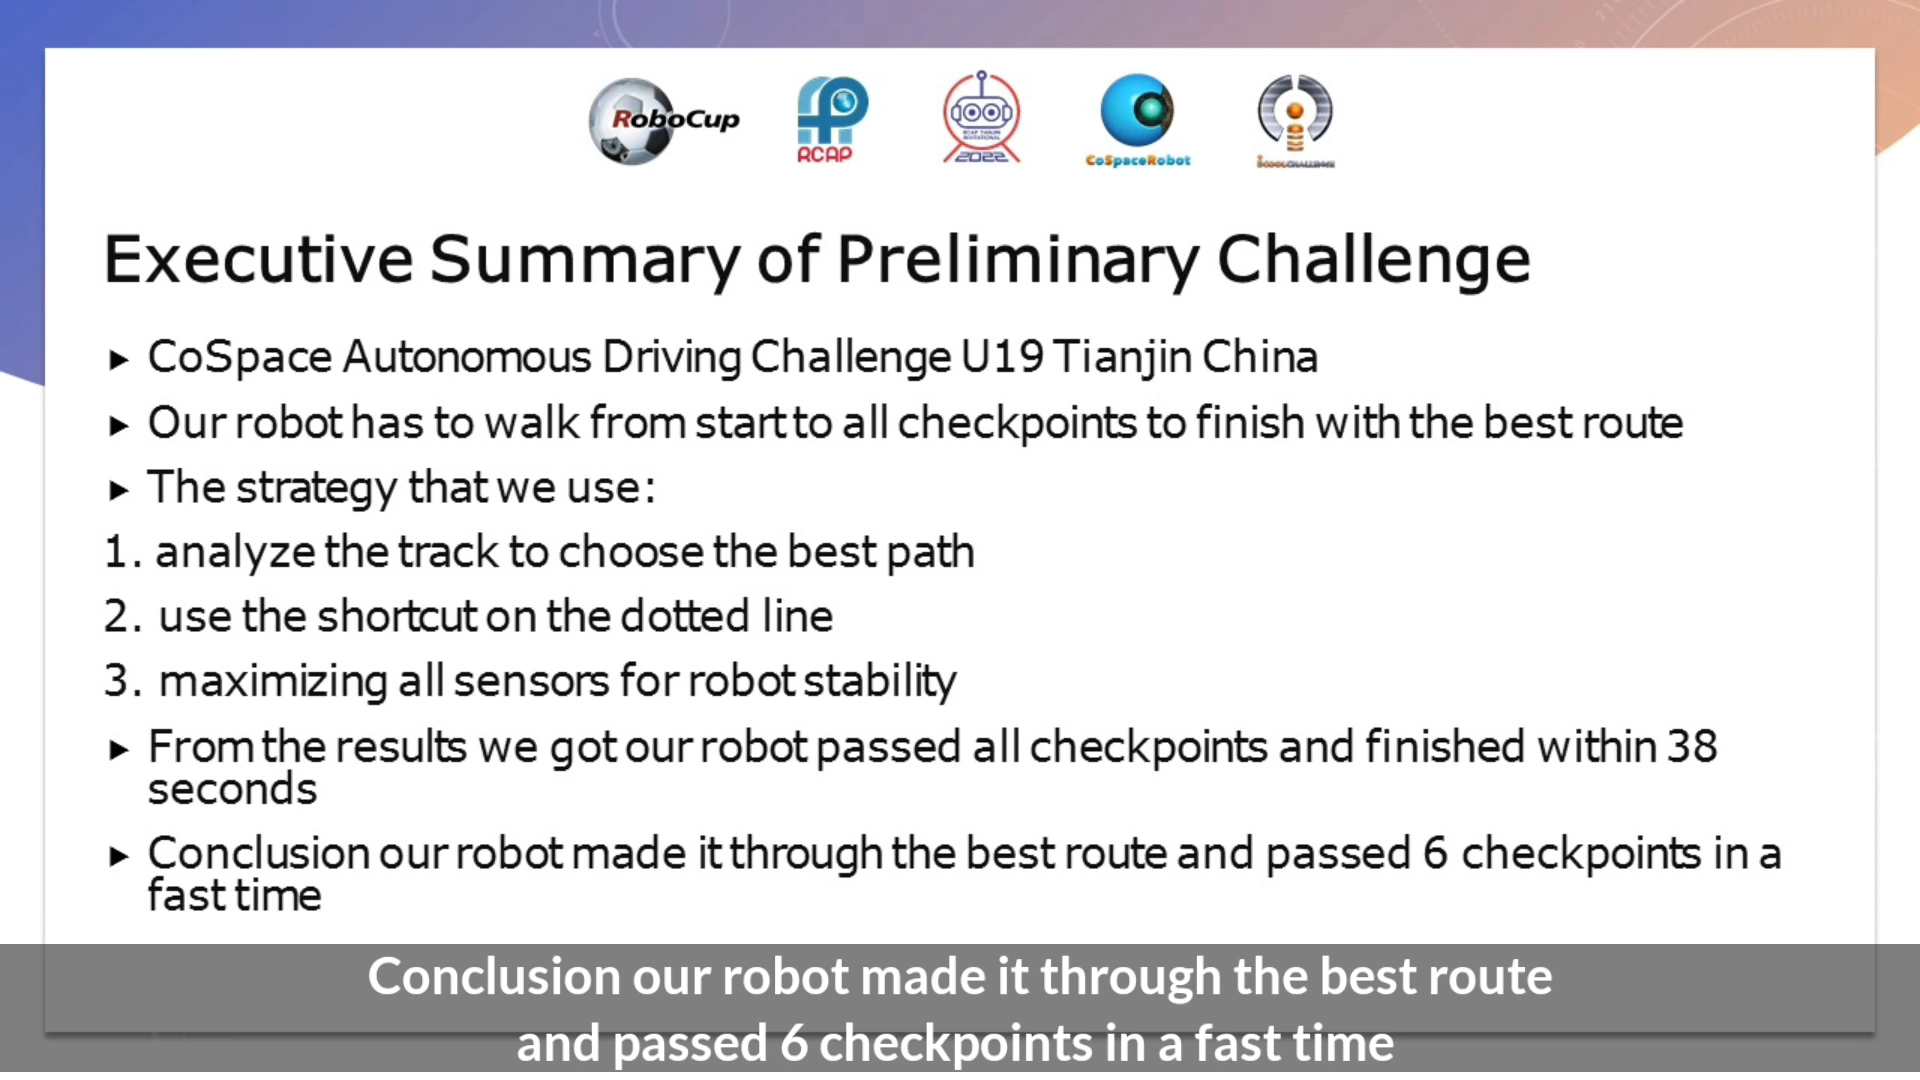 RoboCup
RCAP
RCAP TIANJIN
INVITATIONAL
2022
CoSpaceRobot
Executive Summary of Preliminary Challenge
CoSpace Autonomous Driving Challenge U19 Tianjin China
Our robot has to walk from start to all checkpoints to finish with the best route
The strategy that we use:
1. analyze the track to choose the best path
2. use the shortcut on the dotted line
3. maximizing all sensors for robot stability
From the results we got our robot passed all checkpoints and finished within 38
seconds
Conclusion our robot made it through the best route and passed 6 checkpoints in a
fast time
Conclusion our robot made it through the best route
and passed 6 checkpoints in a fast time